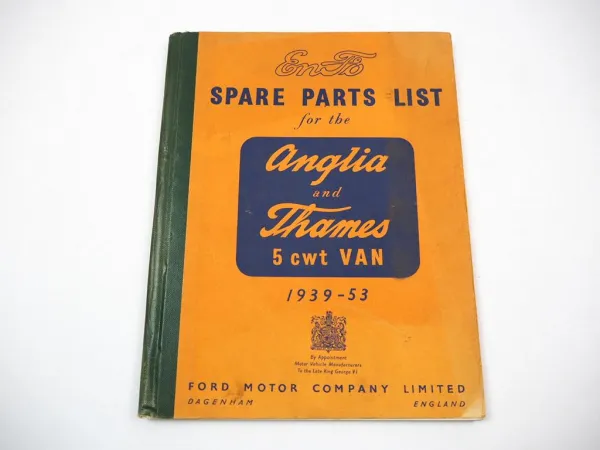 EnFo
SPARE PARTS LIST
for the
Anglia
and
Thames
5 cwt VAN
1939-53
By Appointment
Motor Vehicle Manufacturers
To the Late King George VI
FORD MOTOR COMPANY LIMITED
DAGENHAM ENGLAND